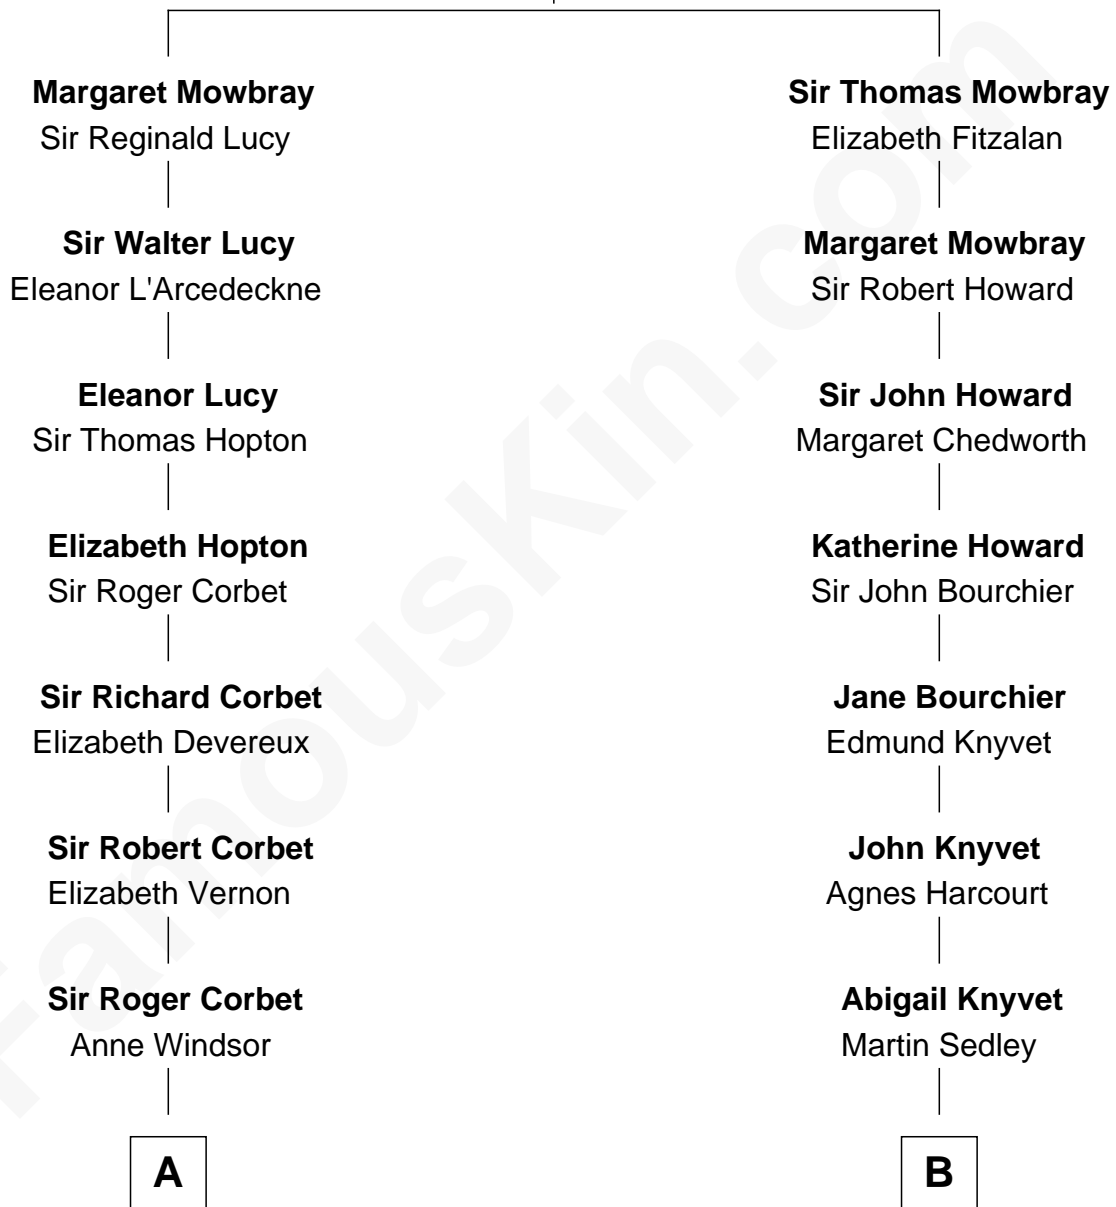 Margaret Mowbray
Sir Reginald Lucy
Sir Walter Lucy
Eleanor L'Arcedeckne
Eleanor Lucy
Sir Thomas Hopton
Elizabeth Hopton
Sir Roger Corbet
Sir Richard Corbet
Elizabeth Devereux
Sir Robert Corbet
Elizabeth Vernon
Sir Roger Corbet
Anne Windsor
A
Sir Thomas Mowbray
Elizabeth Fitzalan
Margaret Mowbray
Sir Robert Howard
Sir John Howard
Margaret Chedworth
Katherine Howard
Sir John Bourchier
Jane Bourchier
Edmund Knyvet
John Knyvet
Agnes Harcourt
Abigail Knyvet
Martin Sedley
B
FamousKin.com